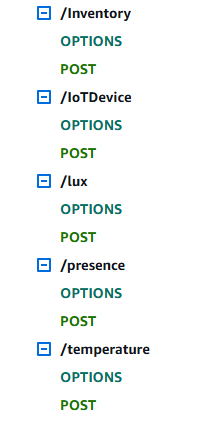 /Inventory
OPTIONS
POST
/IoTDevice
OPTIONS
POST
/lux
OPTIONS
POST
/presence
OPTIONS
POST
/temperature
OPTIONS
POST